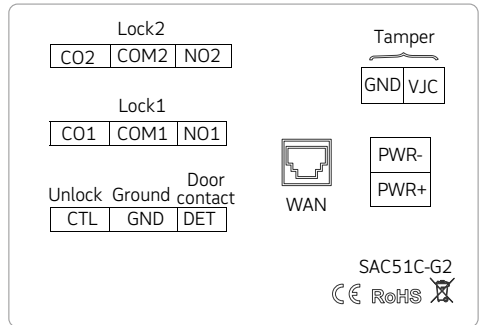 Lock2
CO2 COM2 NO2
Tamper
GND VJC
Lock1
CO1 COM1 NO1
PWR-
PWR+
WAN
Unlock Ground Door contact
CTL GND DET
SAC51C-G2
CE RoHS